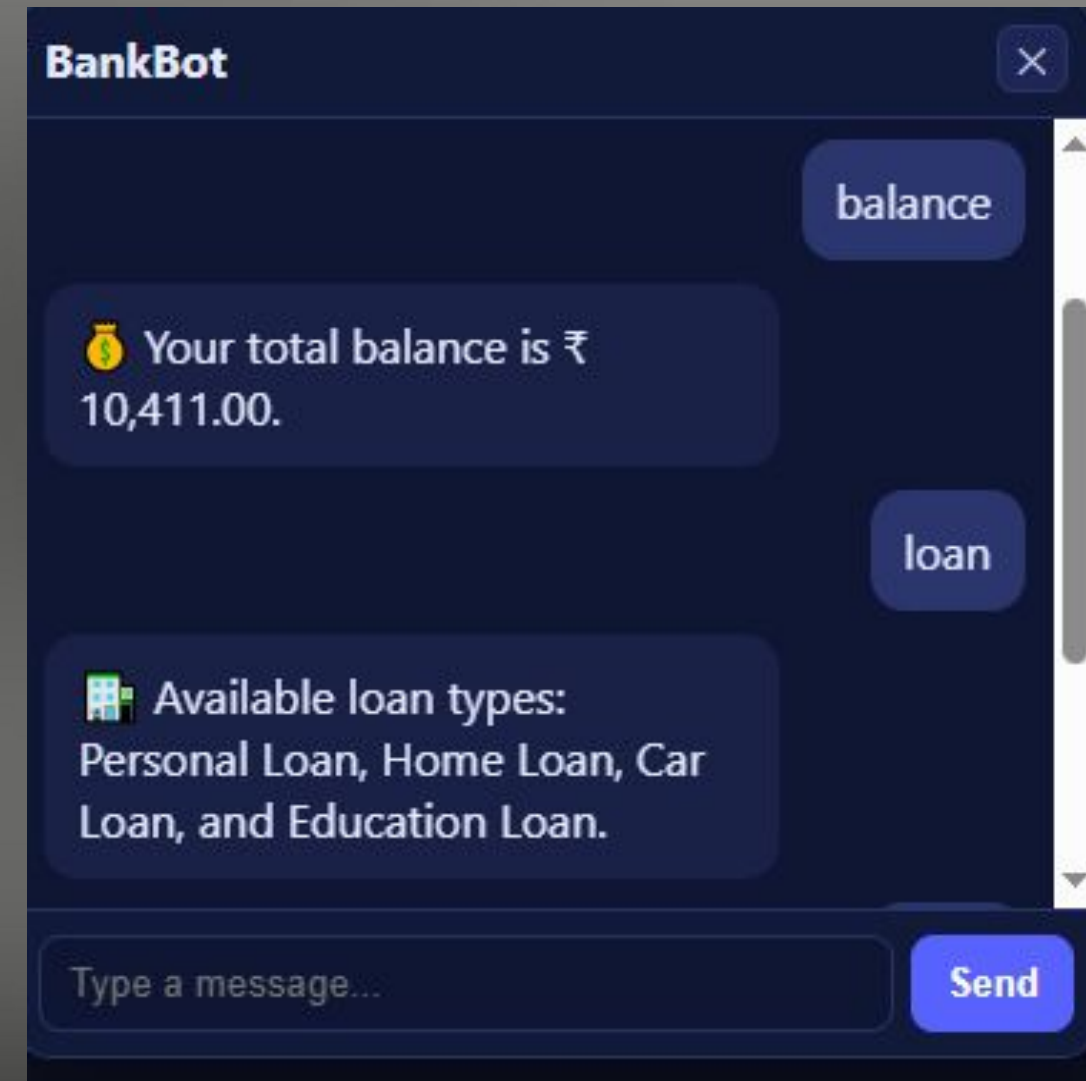 BankBot
balance
💰 Your total balance is ₹
10,411.00.
loan
🏢 Available loan types:
Personal Loan, Home Loan, Car
Loan, and Education Loan.
Type a message...
Send